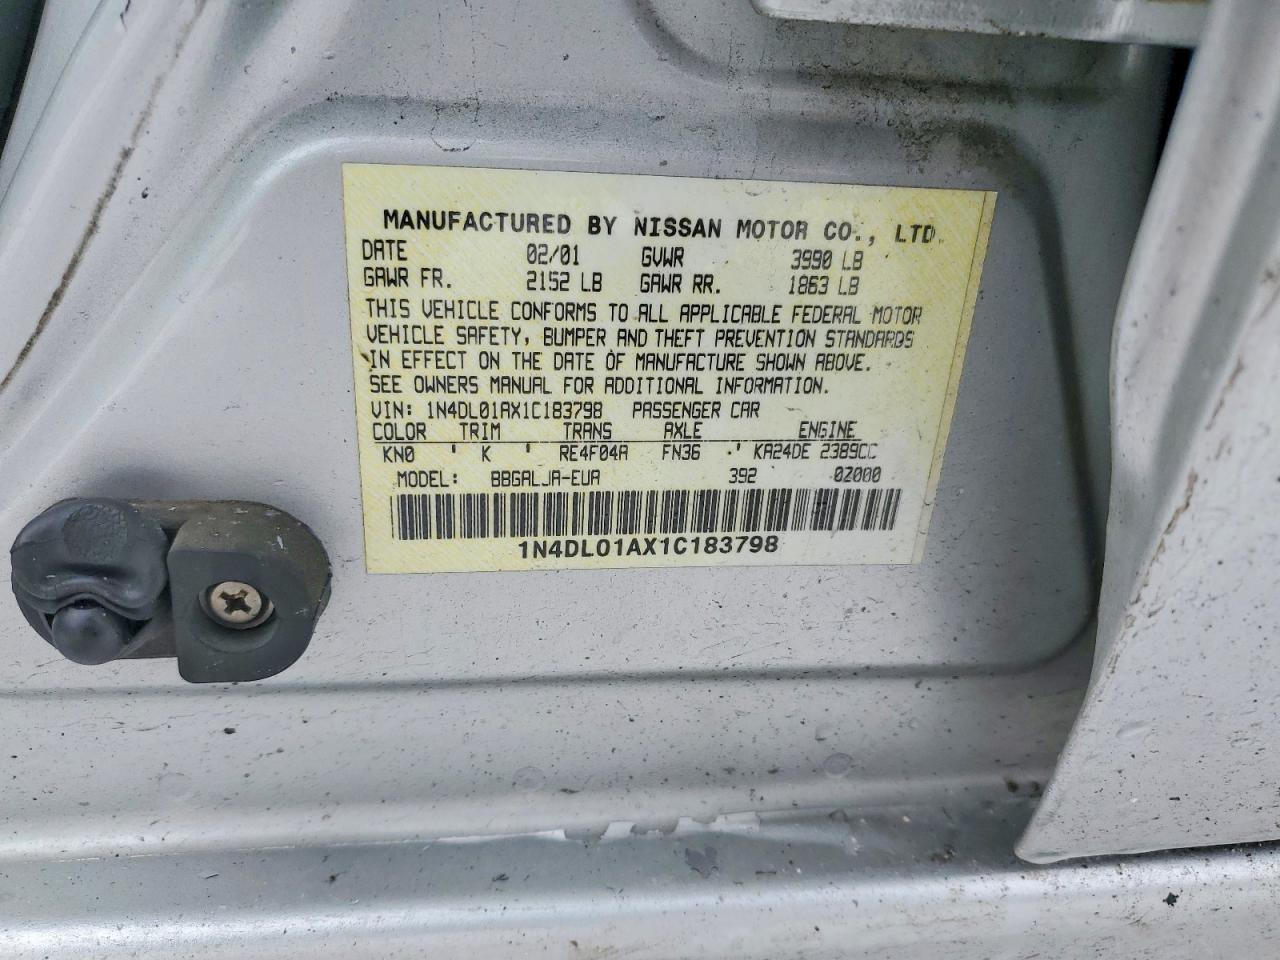 MANUFACTURED BY NISSAN MOTOR CO., LTD.
DATE 02/01 GVWR 3990 LB
GAWR FR. 2152 LB GAWR RR. 1863 LB
THIS VEHICLE CONFORMS TO ALL APPLICABLE FEDERAL MOTOR
VEHICLE SAFETY, BUMPER AND THEFT PREVENTION STANDARDS
IN EFFECT ON THE DATE OF MANUFACTURE SHOWN ABOVE.
SEE OWNERS MANUAL FOR ADDITIONAL INFORMATION.
VIN: 1N4DL01AX1C183798 PASSENGER CAR
COLOR TRIM TRANS AXLE ENGINE
KN0 ' K ' RE4F04A FN36 ' KA24DE 2389CC
MODEL: BBGALJA-EUA 392 02000
1N4DL01AX1C183798